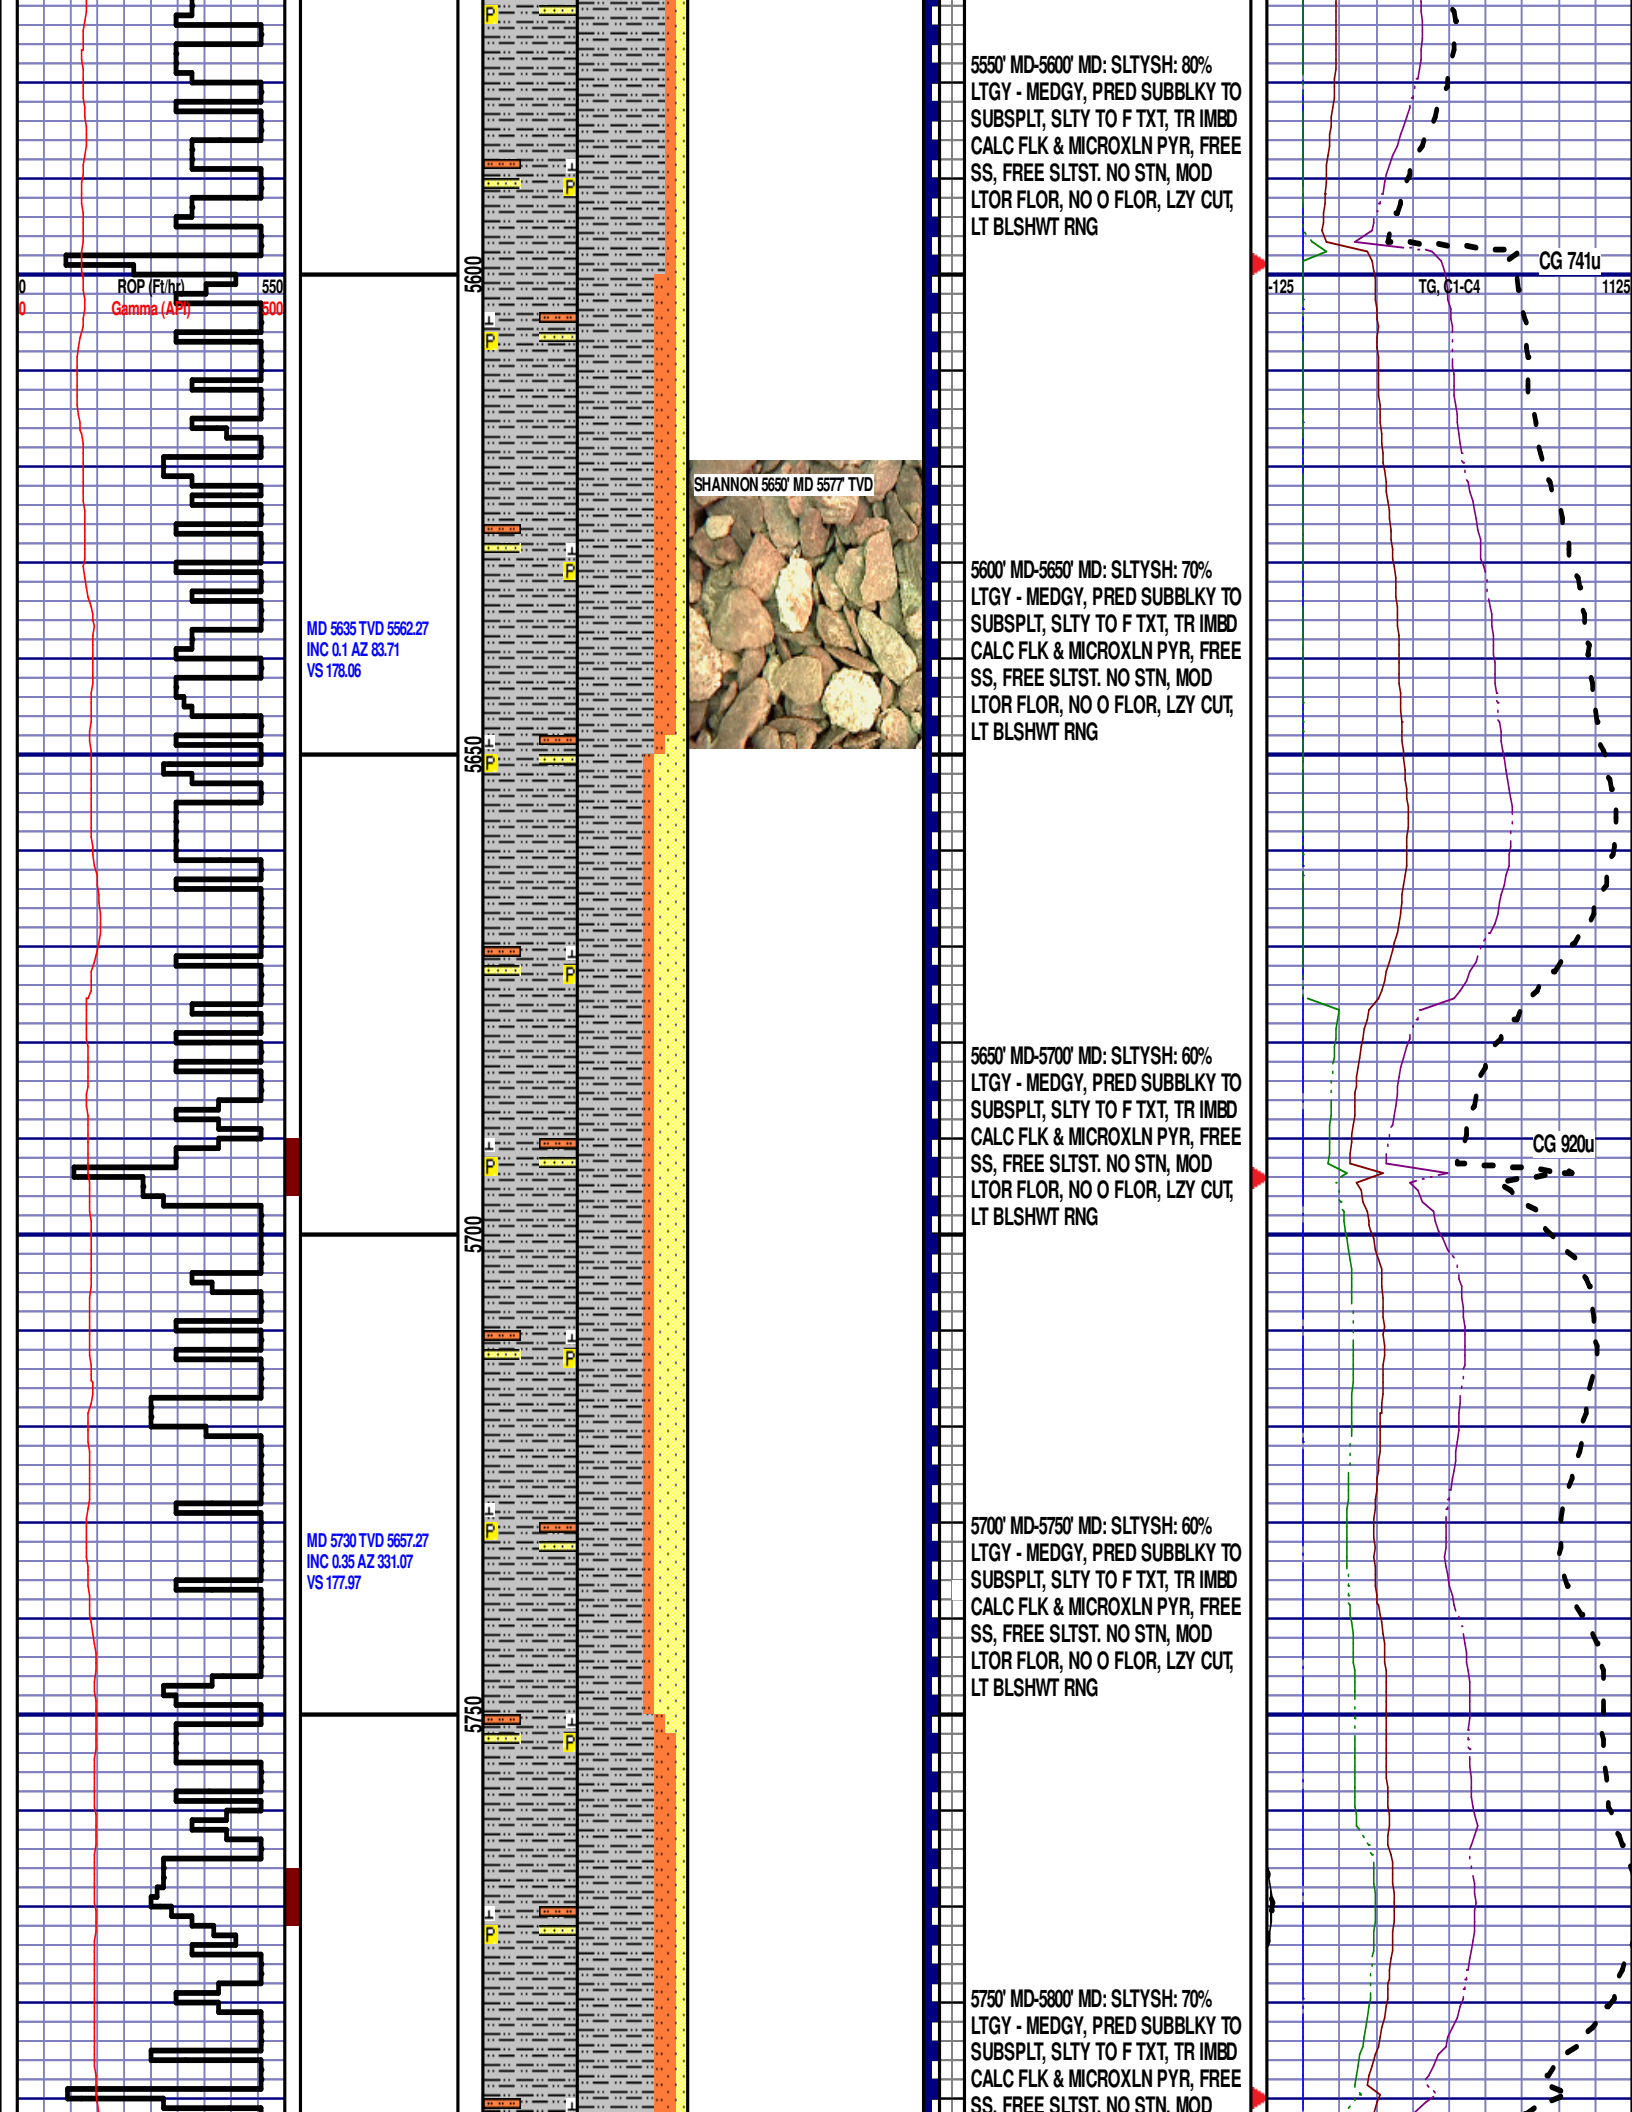 5550' MD-5600' MD: SLTYSH: 80%
LTGY - MEDGY, PRED SUBBLKY TO
SUBSPLT, SLTY TO F TXT, TR IMBD
CALC FLK & MICROXLN PYR, FREE
SS, FREE SLTST. NO STN, MOD
LTOR FLOR, NO O FLOR, LZY CUT,
LT BLSHWT RNG
CG 741u
5600
0 ROP (Ft/hr) 550
0 Gamma (API) 500
-125 TG, C1-C4 1125
P
P
P
SHANNON 5650' MD 5577' TVD
5600' MD-5650' MD: SLTYSH: 70%
LTGY - MEDGY, PRED SUBBLKY TO
SUBSPLT, SLTY TO F TXT, TR IMBD
CALC FLK & MICROXLN PYR, FREE
SS, FREE SLTST. NO STN, MOD
LTOR FLOR, NO O FLOR, LZY CUT,
LT BLSHWT RNG
P
MD 5635 TVD 5562.27
INC 0.1 AZ 83.71
VS 178.06
5650
P
P
5650' MD-5700' MD: SLTYSH: 60%
LTGY - MEDGY, PRED SUBBLKY TO
SUBSPLT, SLTY TO F TXT, TR IMBD
CALC FLK & MICROXLN PYR, FREE
SS, FREE SLTST. NO STN, MOD
LTOR FLOR, NO O FLOR, LZY CUT,
LT BLSHWT RNG
CG 920u
P
5700
P
P
5700' MD-5750' MD: SLTYSH: 60%
LTGY - MEDGY, PRED SUBBLKY TO
SUBSPLT, SLTY TO F TXT, TR IMBD
CALC FLK & MICROXLN PYR, FREE
SS, FREE SLTST. NO STN, MOD
LTOR FLOR, NO O FLOR, LZY CUT,
LT BLSHWT RNG
MD 5730 TVD 5657.27
INC 0.35 AZ 331.07
VS 177.97
5750
P
P
5750' MD-5800' MD: SLTYSH: 70%
LTGY - MEDGY, PRED SUBBLKY TO
SUBSPLT, SLTY TO F TXT, TR IMBD
CALC FLK & MICROXLN PYR, FREE
SS, FREE SLTST. NO STN, MOD